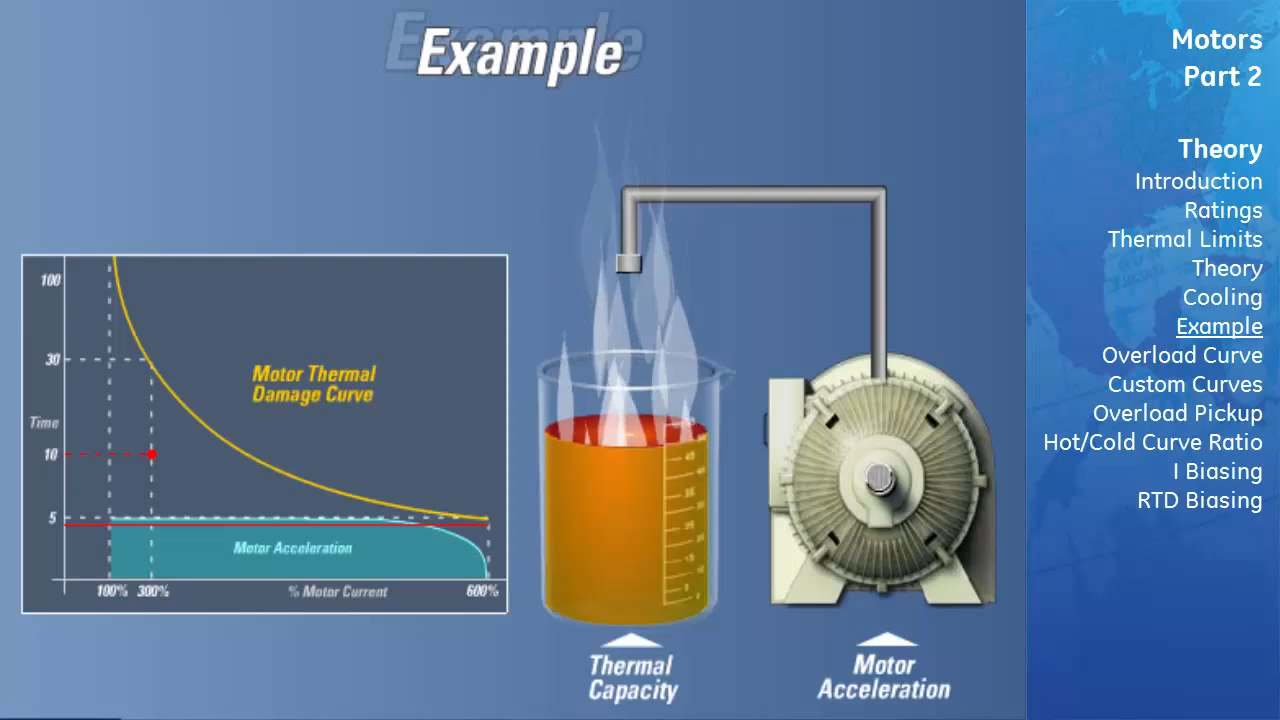 Example
100
30
Time
10
5
Motor Thermal
Damage Curve
Motor Acceleration
100% 300% % Motor Current 600%
Thermal
Capacity
Motor
Acceleration
Motors
Part 2
Theory
Introduction
Ratings
Thermal Limits
Theory
Cooling
Example
Overload Curve
Custom Curves
Overload Pickup
Hot/Cold Curve Ratio
I Biasing
RTD Biasing